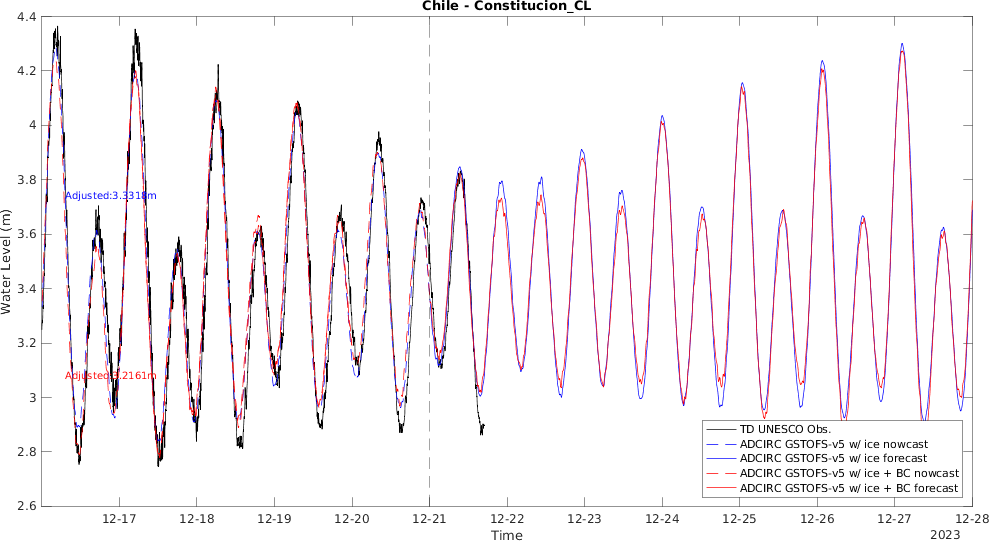 Chile - Constitucion_CL
4.4
4.2
4
3.8
3.6
3.4
3.2
3
2.8
2.6
Water Level (m)
Adjusted:3.3318m
Adjusted:3.2161m
TD UNESCO Obs.
ADCIRC GSTOFS-v5 w/ ice nowcast
ADCIRC GSTOFS-v5 w/ ice forecast
ADCIRC GSTOFS-v5 w/ ice + BC nowcast
ADCIRC GSTOFS-v5 w/ ice + BC forecast
12-17 12-18 12-19 12-20 12-21 12-22 12-23 12-24 12-25 12-26 12-27 12-28
Time
2023